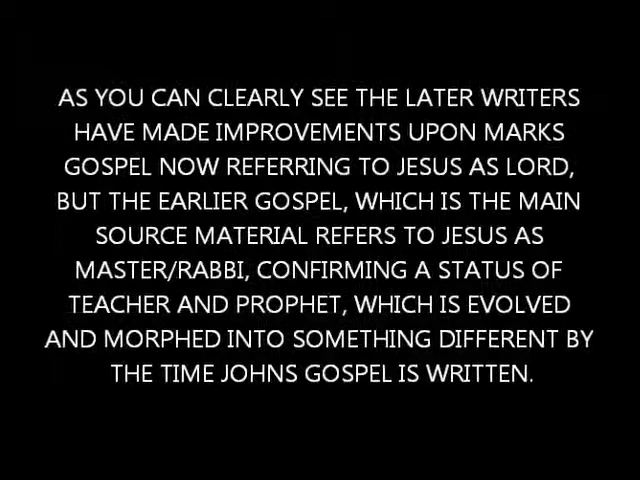 AS YOU CAN CLEARLY SEE THE LATER WRITERS
HAVE MADE IMPROVEMENTS UPON MARKS
GOSPEL NOW REFERRING TO JESUS AS LORD,
BUT THE EARLIER GOSPEL, WHICH IS THE MAIN
SOURCE MATERIAL REFERS TO JESUS AS
MASTER/RABBI, CONFIRMING A STATUS OF
TEACHER AND PROPHET, WHICH IS EVOLVED
AND MORPHED INTO SOMETHING DIFFERENT BY
THE TIME JOHNS GOSPEL IS WRITTEN.